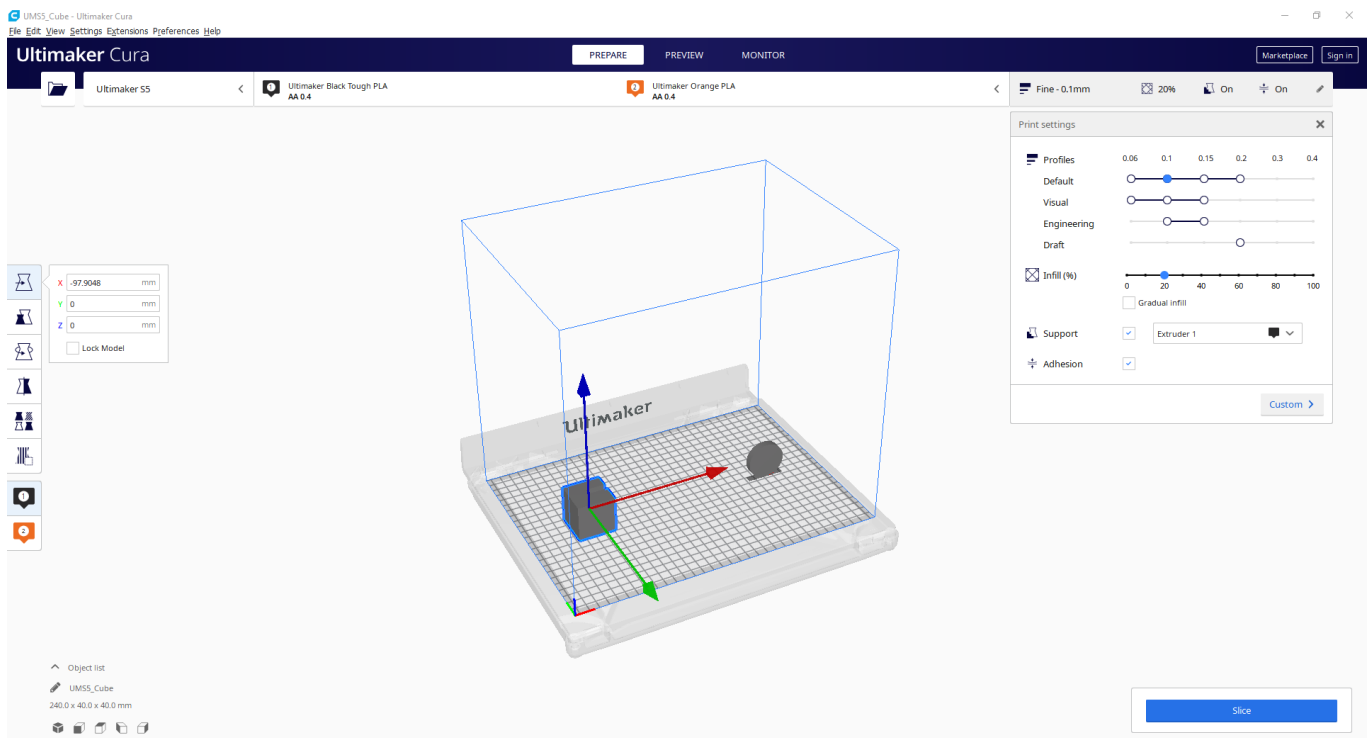 UMS5_Cube - Ultimaker Cura
File Edit View Settings Extensions Preferences Help
Ultimaker Cura
PREPARE
PREVIEW
MONITOR
Marketplace
Sign in
Ultimaker S5
1
Ultimaker Black Tough PLA
AA 0.4
2
Ultimaker Orange PLA
AA 0.4
Fine - 0.1mm
20%
On
On
Print settings
Profiles 0.06 0.1 0.15 0.2 0.3 0.4
Default
Visual
Engineering
Draft
Infill (%)
0 20 40 60 80 100
Gradual infill
Support
Extruder 1
Adhesion
Custom
X -97.9048 mm
Y 0 mm
Z 0 mm
Lock Model
1
2
Ultimaker
Object list
UMS5_Cube
240.0 x 40.0 x 40.0 mm
Slice